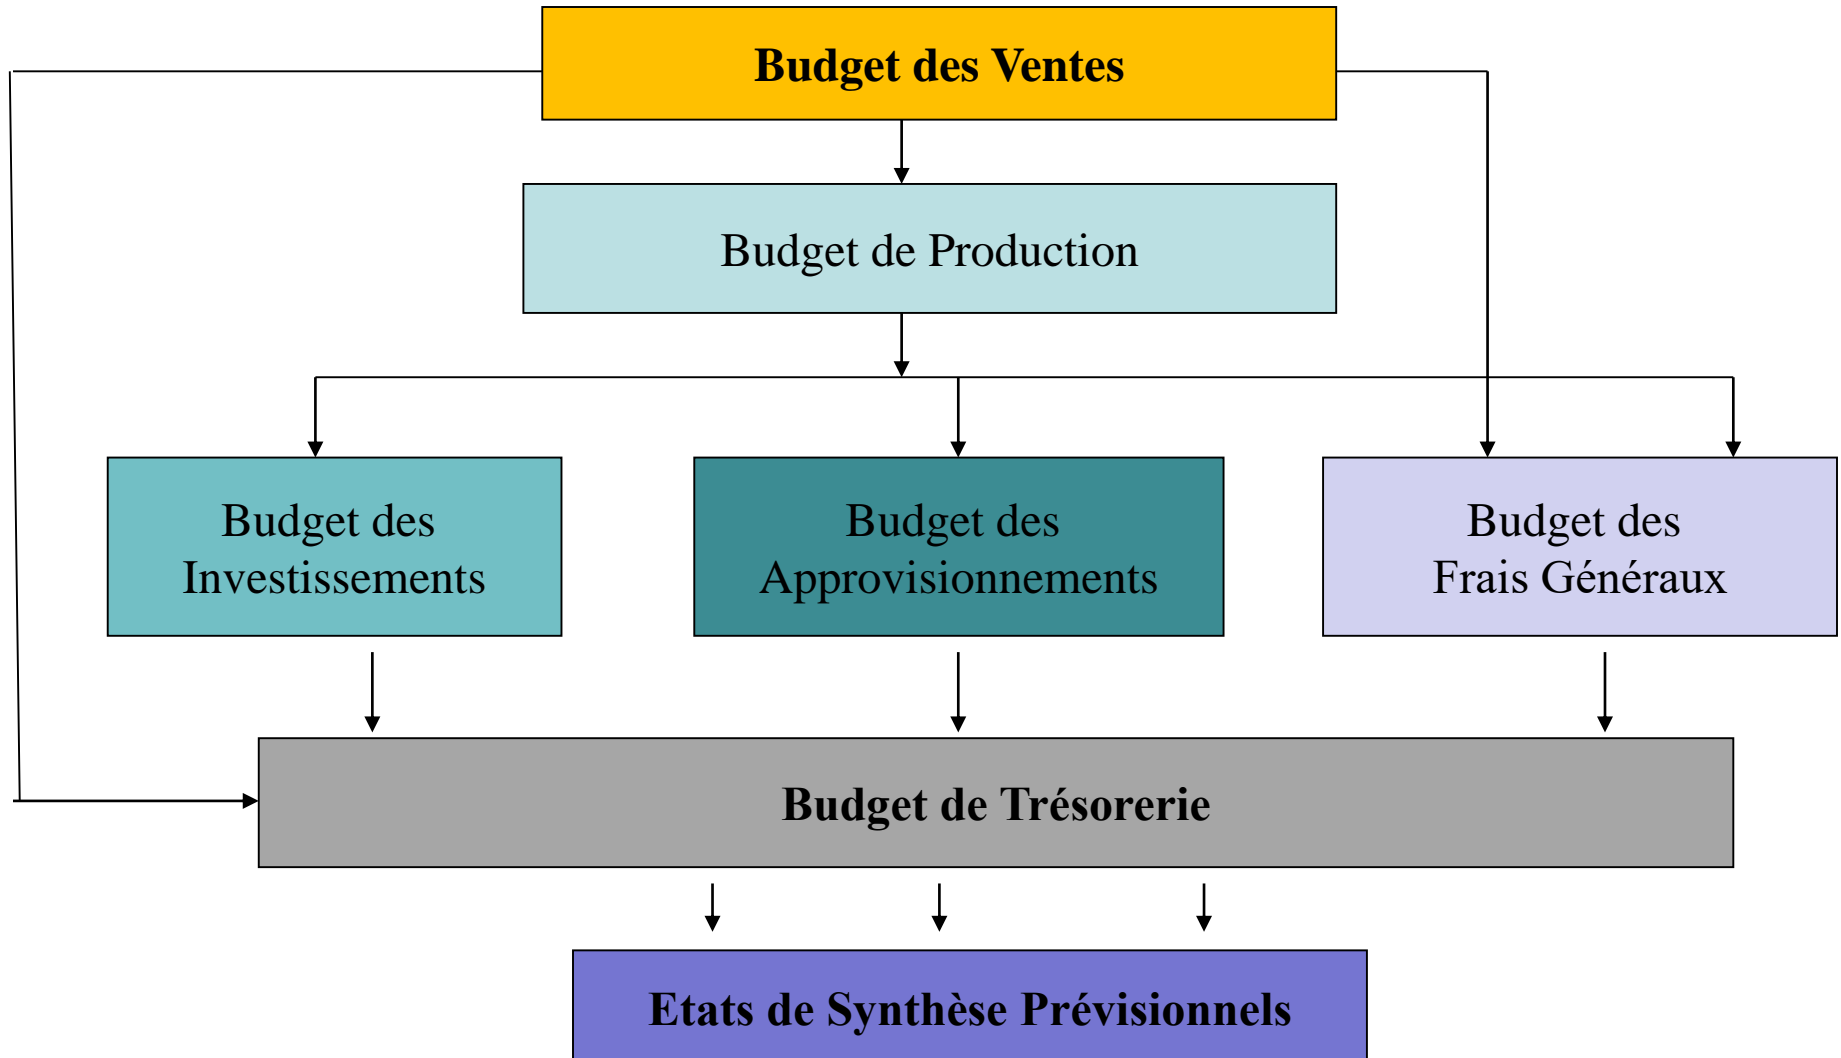 Budget des Ventes
Budget de Production
Budget des
Investissements
Budget des
Approvisionnements
Budget des
Frais Généraux
Budget de Trésorerie
Etats de Synthèse Prévisionnels